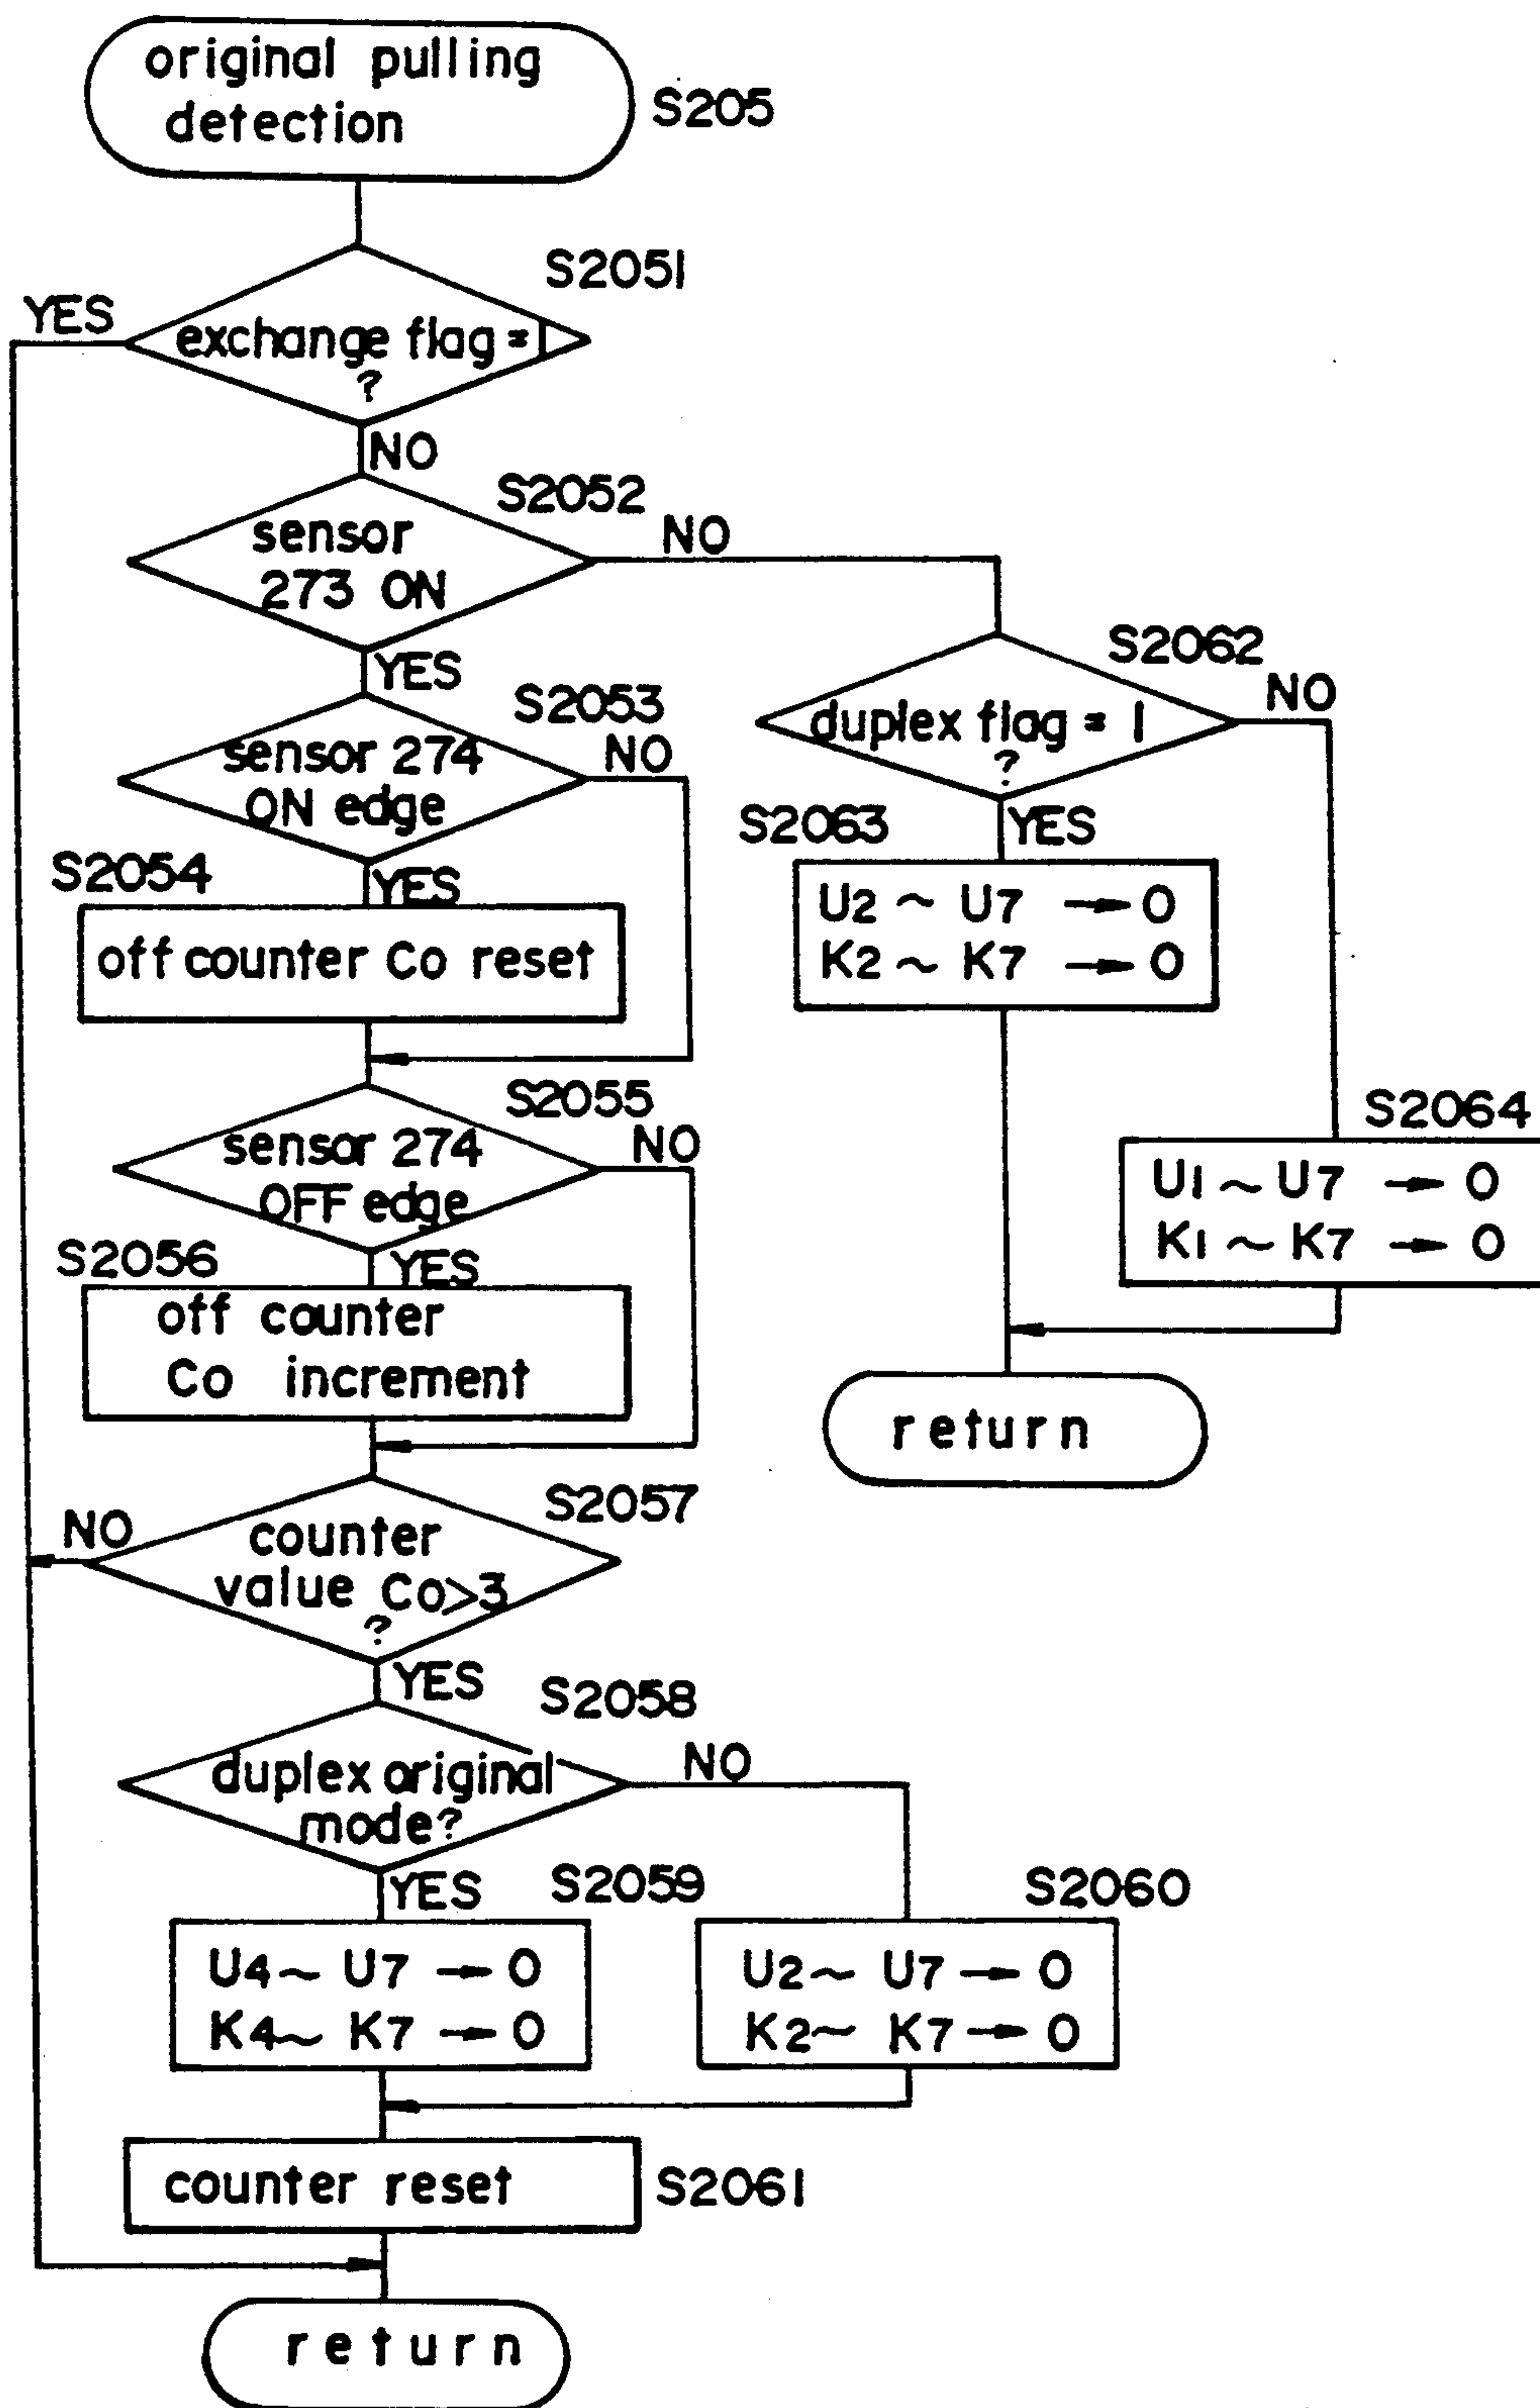 original pulling
detection
S205
S2051
YES
exchange flag = 1
?
NO
S2052
sensor
273 ON
NO
YES
S2053
sensor 274
ON edge
NO
S2054
YES
off counter Co reset
S2055
sensor 274
OFF edge
NO
S2056
YES
off counter
Co increment
S2057
NO
counter
value Co>3
?
YES
S2058
duplex original
mode?
NO
YES
S2059
U4~ U7 → 0
K4~ K7 → 0
S2060
U2~ U7 → 0
K2~ K7 → 0
counter reset
S2061
return
S2062
duplex flag = 1
?
NO
S2063
YES
U2 ~ U7 → 0
K2 ~ K7 → 0
S2064
U1 ~ U7 → 0
K1 ~ K7 → 0
return